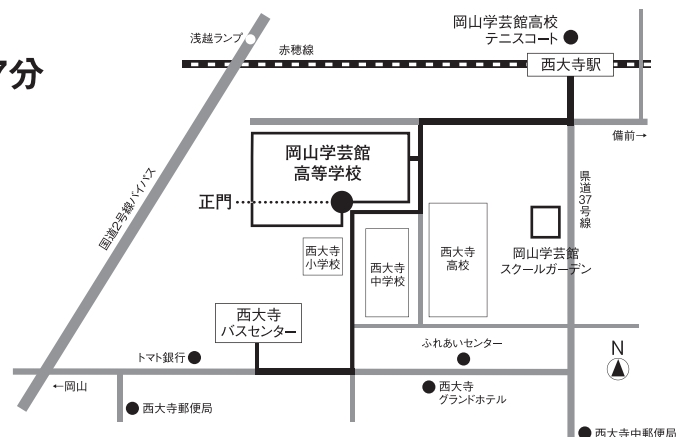 岡山学芸館高校
テニスコート
浅越ランプ
赤穂線
7分
西大寺駅
備前→
岡山学芸館
高等学校
正門
国道2号線バイパス
県道37号線
西大寺
小学校
西大寺
中学校
西大寺
高校
岡山学芸館
スクールガーデン
西大寺
バスセンター
ふれあいセンター
N
トマト銀行
←岡山
西大寺
グランドホテル
西大寺郵便局
西大寺中郵便局